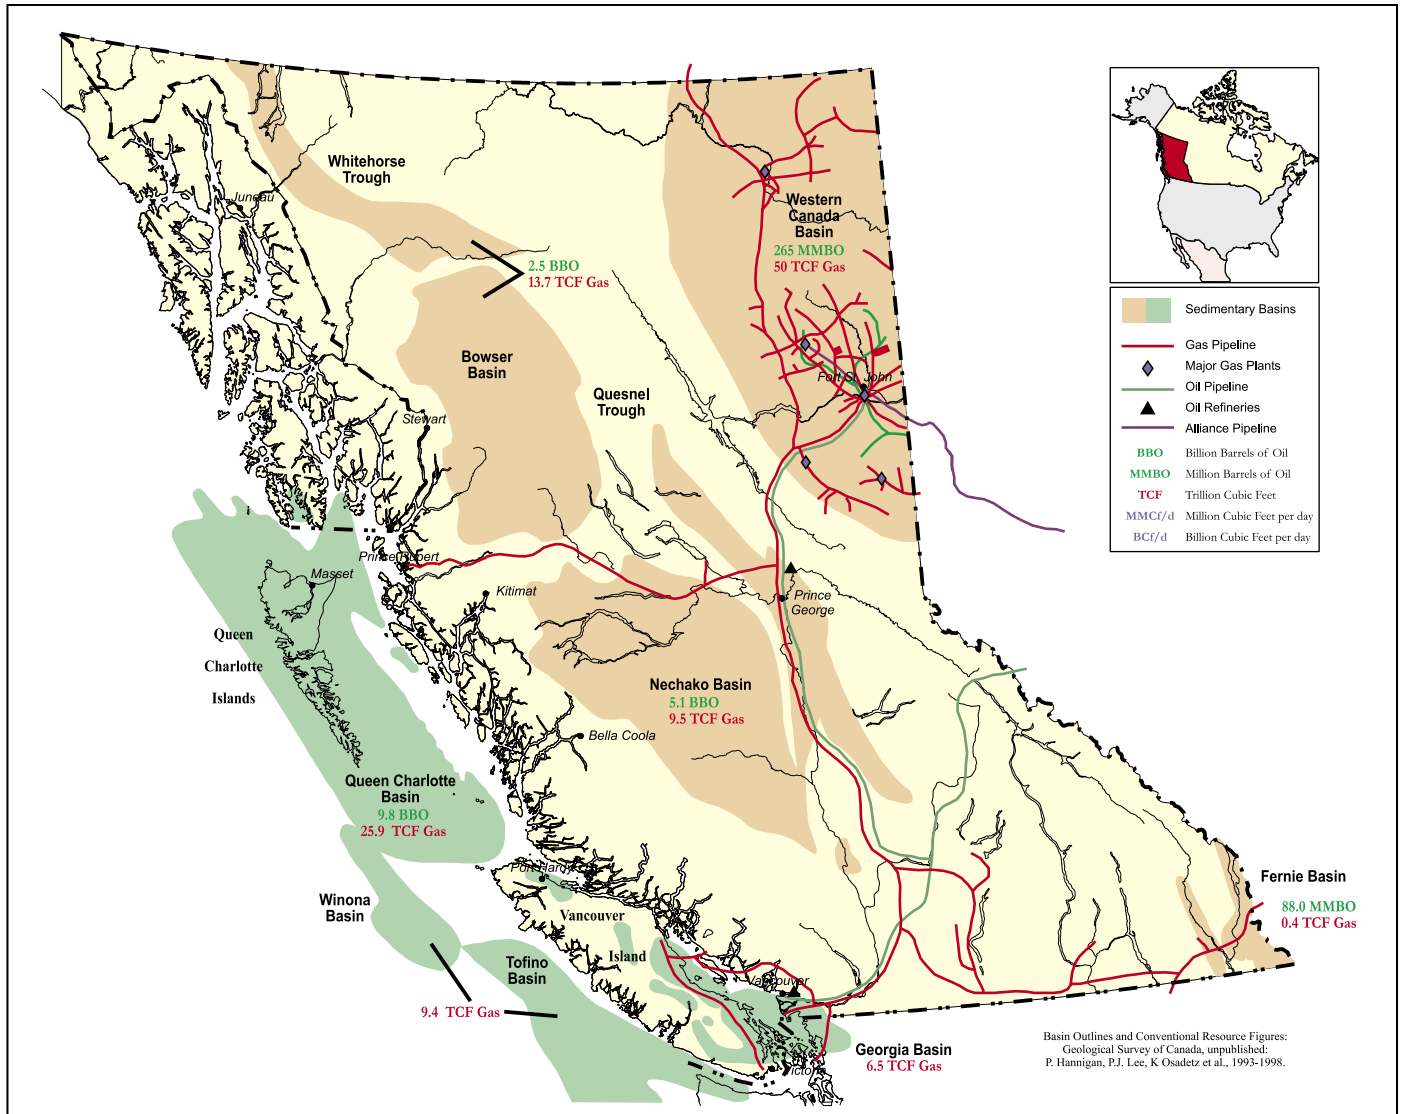 Whitehorse
Trough
Juneau
2.5 BBO
13.7 TCF Gas
Western
Canada
Basin
265 MMBO
50 TCF Gas
Bowser
Basin
Quesnel
Trough
Fort St. John
Stewart
Prince Rupert
Masset
Kitimat
Prince
George
Queen
Charlotte
Islands
Nechako Basin
5.1 BBO
9.5 TCF Gas
Bella Coola
Queen Charlotte
Basin
9.8 BBO
25.9 TCF Gas
Port Hardy
Winona
Basin
Vancouver
Island
Tofino
Basin
9.4 TCF Gas
Vancouver
Victoria
Georgia Basin
6.5 TCF Gas
Fernie Basin
88.0 MMBO
0.4 TCF Gas
Sedimentary Basins
Gas Pipeline
Major Gas Plants
Oil Pipeline
Oil Refineries
Alliance Pipeline
BBO Billion Barrels of Oil
MMBO Million Barrels of Oil
TCF Trillion Cubic Feet
MMCf/d Million Cubic Feet per day
BCf/d Billion Cubic Feet per day
Basin Outlines and Conventional Resource Figures:
Geological Survey of Canada, unpublished:
P. Hannigan, P.J. Lee, K Osadetz et al., 1993-1998.